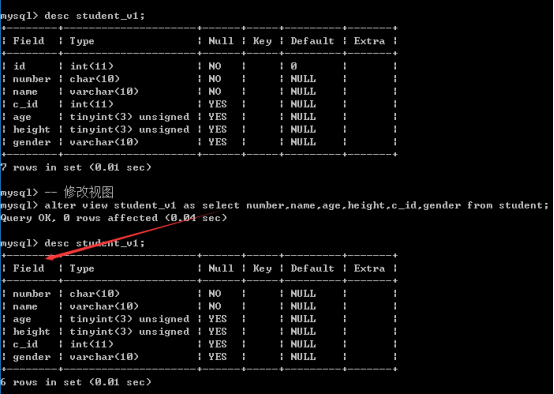 mysql> desc student_v1;
+--------+---------------------+------+-----+---------+-------+
| Field | Type | Null | Key | Default | Extra |
+--------+---------------------+------+-----+---------+-------+
| id | int(11) | NO | | 0 | |
| number | char(10) | NO | | NULL | |
| name | varchar(10) | NO | | NULL | |
| c_id | int(11) | YES | | NULL | |
| age | tinyint(3) unsigned | YES | | NULL | |
| height | tinyint(3) unsigned | YES | | NULL | |
| gender | varchar(10) | YES | | NULL | |
+--------+---------------------+------+-----+---------+-------+
7 rows in set (0.01 sec)
mysql> -- 修改视图
mysql> alter view student_v1 as select number,name,age,height,c_id,gender from student;
Query OK, 0 rows affected (0.04 sec)
mysql> desc student_v1;
+--------+---------------------+------+-----+---------+-------+
| Field | Type | Null | Key | Default | Extra |
+--------+---------------------+------+-----+---------+-------+
| number | char(10) | NO | | NULL | |
| name | varchar(10) | NO | | NULL | |
| age | tinyint(3) unsigned | YES | | NULL | |
| height | tinyint(3) unsigned | YES | | NULL | |
| c_id | int(11) | YES | | NULL | |
| gender | varchar(10) | YES | | NULL | |
+--------+---------------------+------+-----+---------+-------+
6 rows in set (0.01 sec)